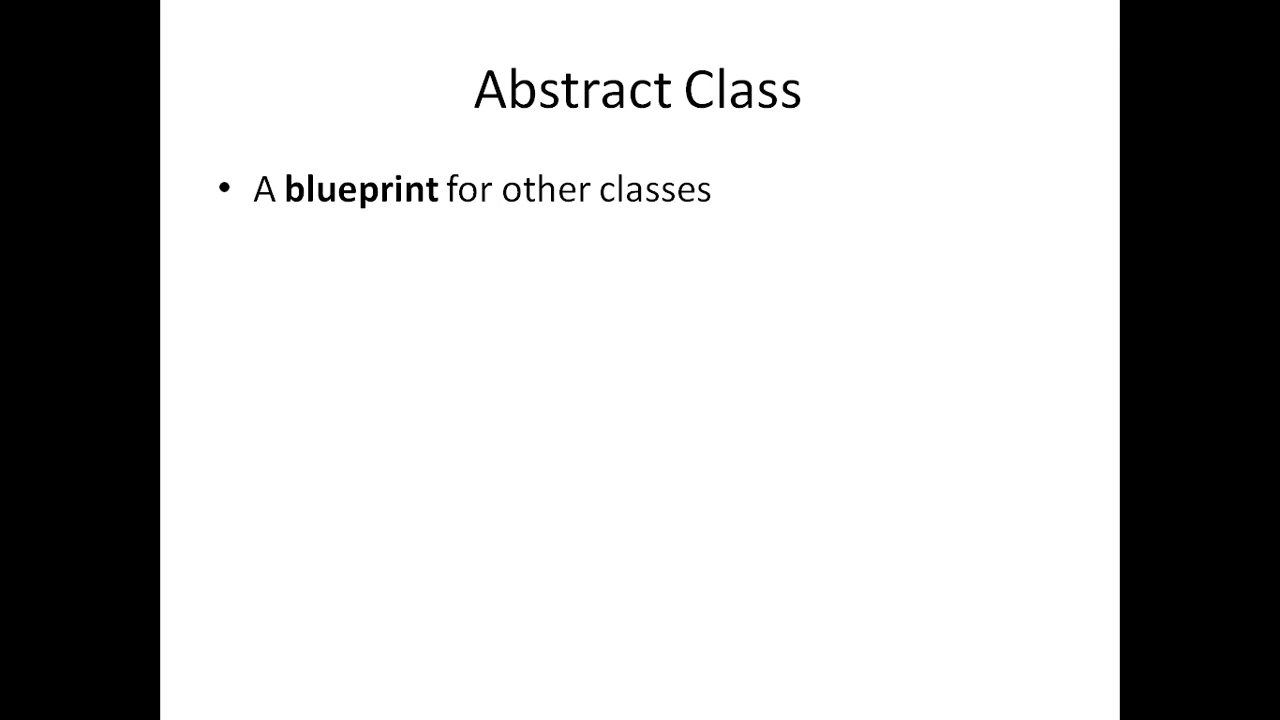 Abstract Class
• A blueprint for other classes